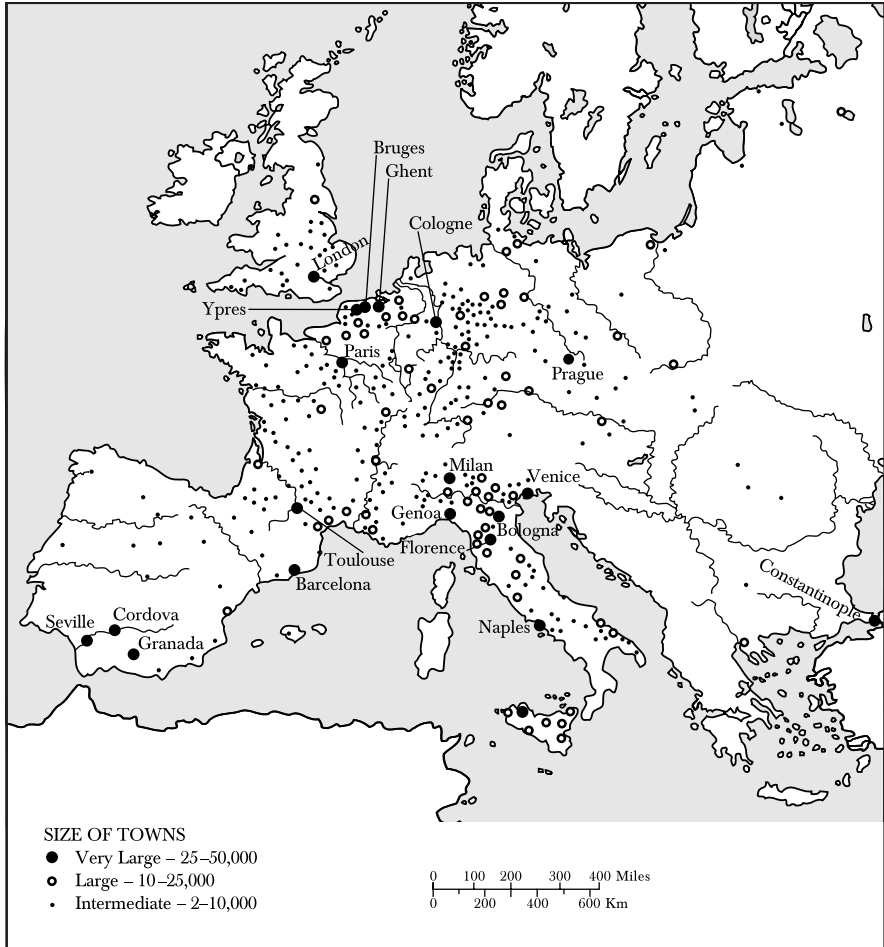 Bruges
Ghent
Cologne
London
Ypres
Paris
Prague
Milan
Venice
Genoa
Bologna
Florence
Toulouse
Barcelona
Constantinople
Seville
Cordova
Granada
Naples
SIZE OF TOWNS
Very Large – 25–50,000
Large – 10–25,000
Intermediate – 2–10,000
0 100 200 300 400 Miles
0 200 400 600 Km